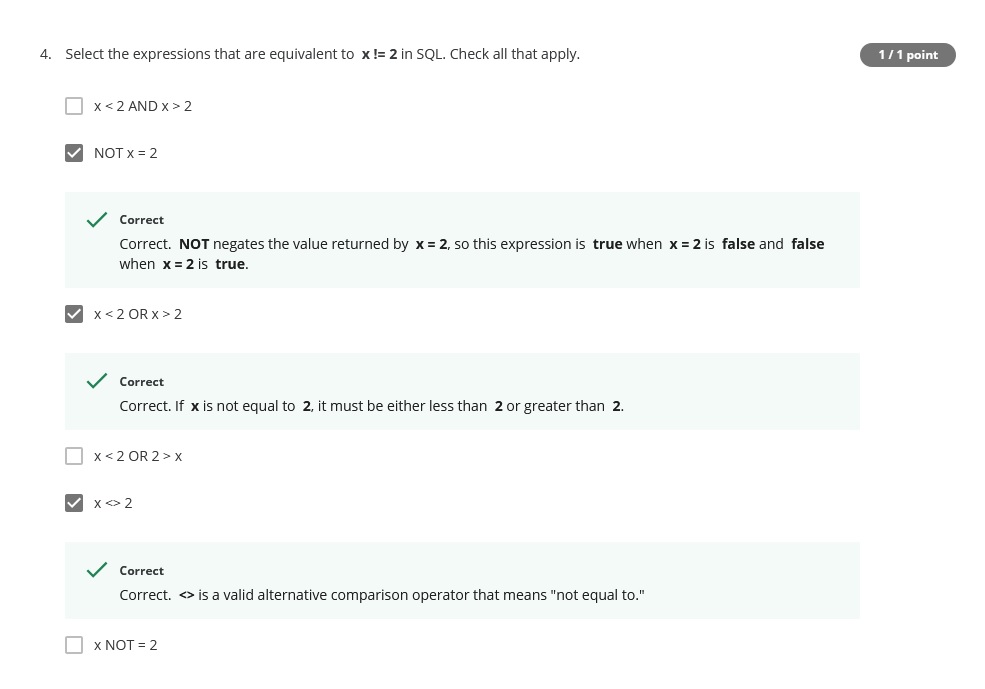 4. Select the expressions that are equivalent to x != 2 in SQL. Check all that apply.
1 / 1 point
x < 2 AND x > 2
NOT x = 2
Correct
Correct. NOT negates the value returned by x = 2, so this expression is true when x = 2 is false and false
when x = 2 is true.
x < 2 OR x > 2
Correct
Correct. If x is not equal to 2, it must be either less than 2 or greater than 2.
x < 2 OR 2 > x
x <> 2
Correct
Correct. <> is a valid alternative comparison operator that means "not equal to."
x NOT = 2